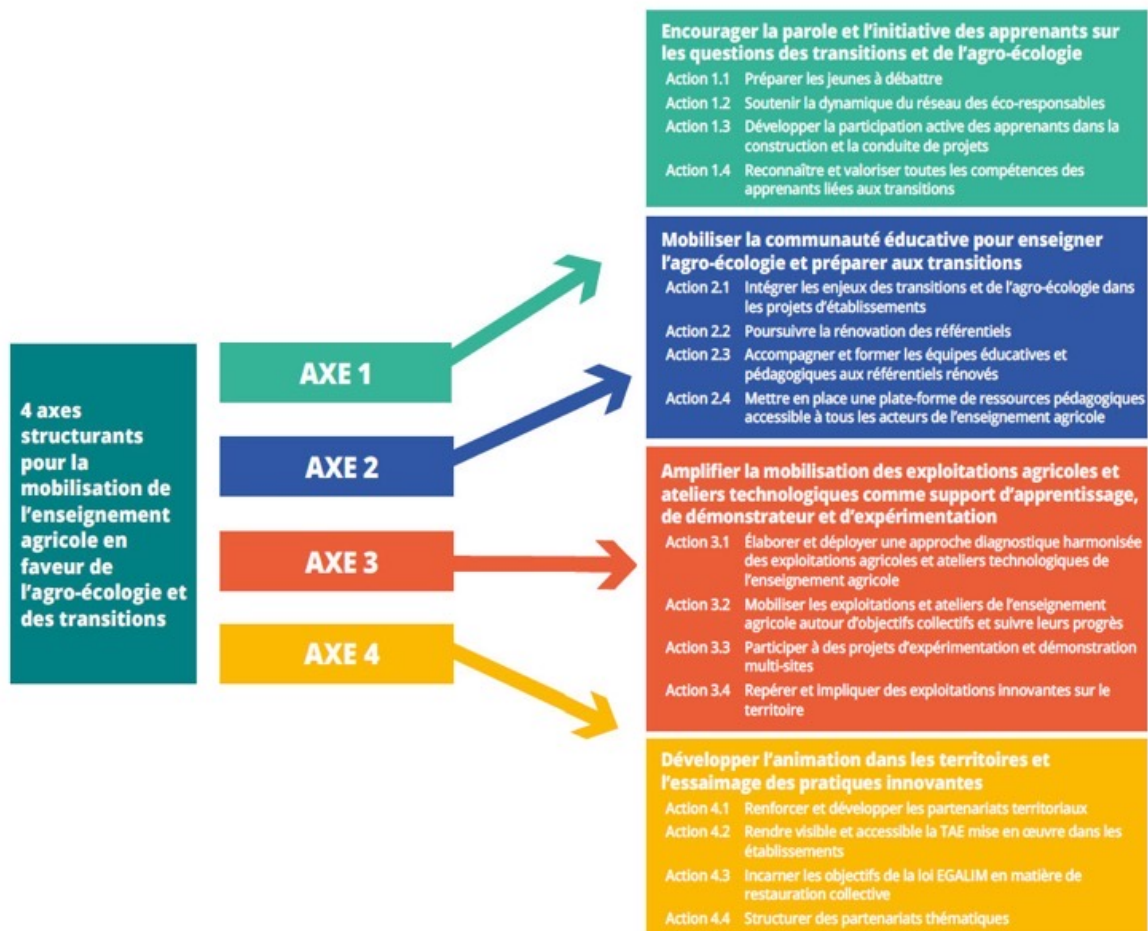 4 axes
structurants
pour la
mobilisation de
l'enseignement
agricole en
faveur de
l'agro-écologie et
des transitions
AXE 1
AXE 2
AXE 3
AXE 4
Encourager la parole et l'initiative des apprenants sur
les questions des transitions et de l'agro-écologie
Action 1.1 Préparer les jeunes à débattre
Action 1.2 Soutenir la dynamique du réseau des éco-responsables
Action 1.3 Développer la participation active des apprenants dans la
construction et la conduite de projets
Action 1.4 Reconnaître et valoriser toutes les compétences des
apprenants liées aux transitions
Mobiliser la communauté éducative pour enseigner
l'agro-écologie et préparer aux transitions
Action 2.1 Intégrer les enjeux des transitions et de l'agro-écologie dans
les projets d'établissements
Action 2.2 Poursuivre la rénovation des référentiels
Action 2.3 Accompagner et former les équipes éducatives et
pédagogiques aux référentiels rénovés
Action 2.4 Mettre en place une plate-forme de ressources pédagogiques
accessible à tous les acteurs de l'enseignement agricole
Amplifier la mobilisation des exploitations agricoles et
ateliers technologiques comme support d'apprentissage,
de démonstrateur et d'expérimentation
Action 3.1 Élaborer et déployer une approche diagnostique harmonisée
des exploitations agricoles et ateliers technologiques de
l'enseignement agricole
Action 3.2 Mobiliser les exploitations et ateliers de l'enseignement
agricole autour d'objectifs collectifs et suivre leurs progrès
Action 3.3 Participer à des projets d'expérimentation et démonstration
multi-sites
Action 3.4 Repérer et impliquer des exploitations innovantes sur le
territoire
Développer l'animation dans les territoires et
l'essaimage des pratiques innovantes
Action 4.1 Renforcer et développer les partenariats territoriaux
Action 4.2 Rendre visible et accessible la TAE mise en œuvre dans les
établissements
Action 4.3 Incarner les objectifs de la loi EGALIM en matière de
restauration collective
Action 4.4 Structurer des partenariats thématiques